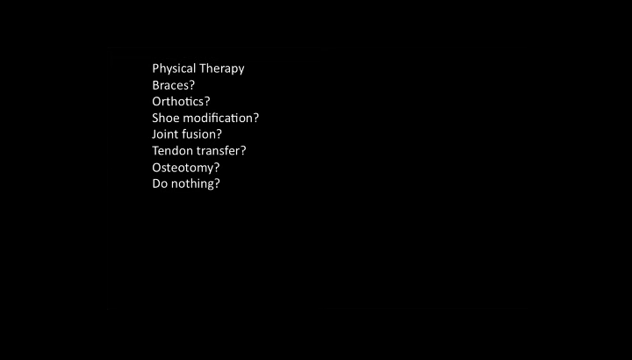 Physical Therapy
Braces?
Orthotics?
Shoe modification?
Joint fusion?
Tendon transfer?
Osteotomy?
Do nothing?